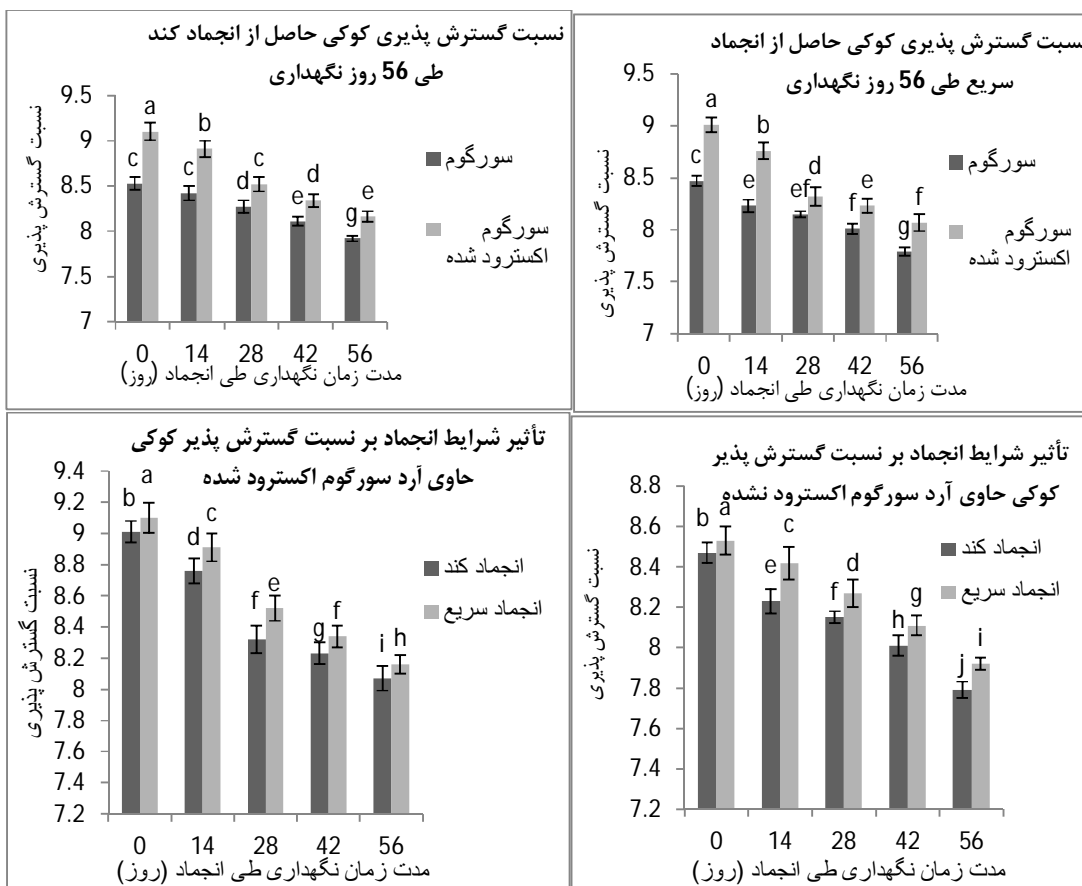 نسبت گسترش پذیری کوکی حاصل از انجماد کند
طی 56 روز نگهداری
نسبت گسترش پذیری
9.5
9
8.5
8
7.5
7
c a c b d c e d g e
0 14 28 42 56
مدت زمان نگهداری طی انجماد (روز)
سورگوم
سورگوم
اکسترود شده
نسبت گسترش پذیری کوکی حاصل از انجماد
سریع طی 56 روز نگهداری
نسبت گسترش پذیری
9.5
9
8.5
8
7.5
7
c a e b ef d f e g f
0 14 28 42 56
مدت زمان نگهداری طی انجماد (روز)
سورگوم
سورگوم
اکسترود شده
تأثیر شرایط انجماد بر نسبت گسترش پذیر کوکی
حاوی آرد سورگوم اکسترود شده
نسبت گسترش پذیری
9.4
9.2
9
8.8
8.6
8.4
8.2
8
7.8
7.6
7.4
7.2
b a d c f e g f i h
0 14 28 42 56
مدت زمان نگهداری طی انجماد (روز)
انجماد کند
انجماد سریع
تأثیر شرایط انجماد بر نسبت گسترش پذیر
کوکی حاوی آرد سورگوم اکسترود نشده
نسبت گسترش پذیری
8.8
8.6
8.4
8.2
8
7.8
7.6
7.4
7.2
b a e c f d h g j i
0 14 28 42 56
مدت زمان نگهداری طی انجماد (روز)
انجماد کند
انجماد سریع